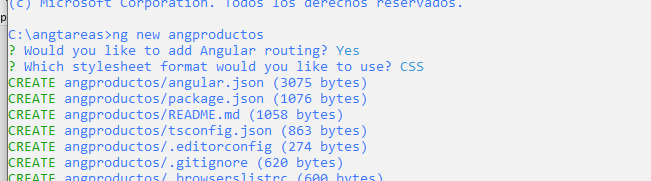 (c) Microsoft Corporation. Todos los derechos reservados.
C:\angtareas>ng new angproductos
? Would you like to add Angular routing? Yes
? Which stylesheet format would you like to use? CSS
CREATE angproductos/angular.json (3075 bytes)
CREATE angproductos/package.json (1076 bytes)
CREATE angproductos/README.md (1058 bytes)
CREATE angproductos/tsconfig.json (863 bytes)
CREATE angproductos/.editorconfig (274 bytes)
CREATE angproductos/.gitignore (620 bytes)
CREATE angproductos/.browserslistrc (600 bytes)